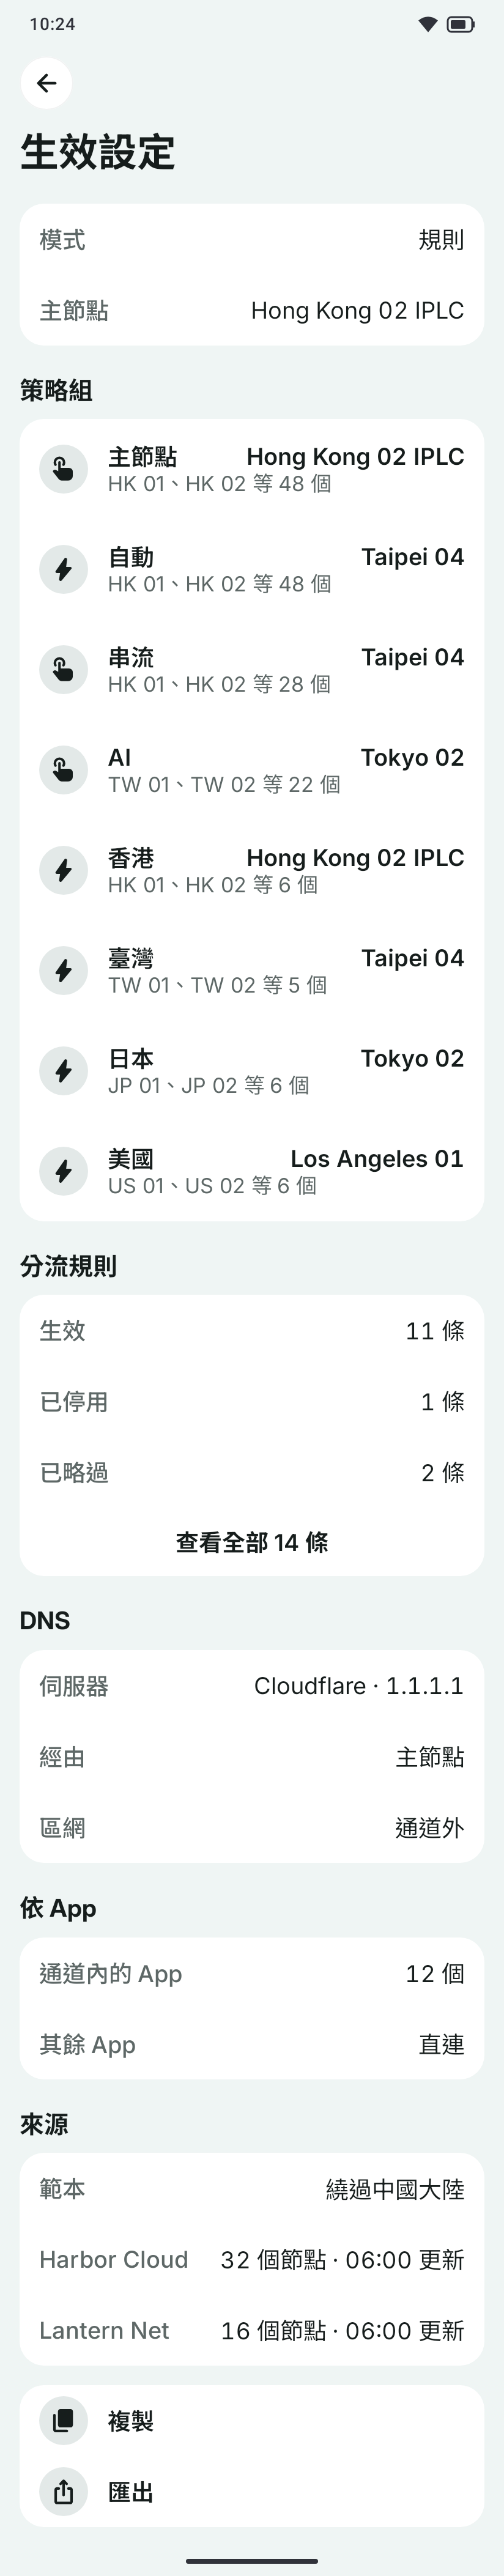 10:24
生效設定
模式 規則
主節點 Hong Kong 02 IPLC
策略組
主節點 Hong Kong 02 IPLC
HK 01、HK 02 等 48 個
自動 Taipei 04
HK 01、HK 02 等 48 個
串流 Taipei 04
HK 01、HK 02 等 28 個
AI Tokyo 02
TW 01、TW 02 等 22 個
香港 Hong Kong 02 IPLC
HK 01、HK 02 等 6 個
臺灣 Taipei 04
TW 01、TW 02 等 5 個
日本 Tokyo 02
JP 01、JP 02 等 6 個
美國 Los Angeles 01
US 01、US 02 等 6 個
分流規則
生效 11 條
已停用 1 條
已略過 2 條
查看全部 14 條
DNS
伺服器 Cloudflare · 1.1.1.1
經由 主節點
區網 通道外
依 App
通道內的 App 12 個
其餘 App 直連
來源
範本 繞過中國大陸
Harbor Cloud 32 個節點 · 06:00 更新
Lantern Net 16 個節點 · 06:00 更新
複製
匯出